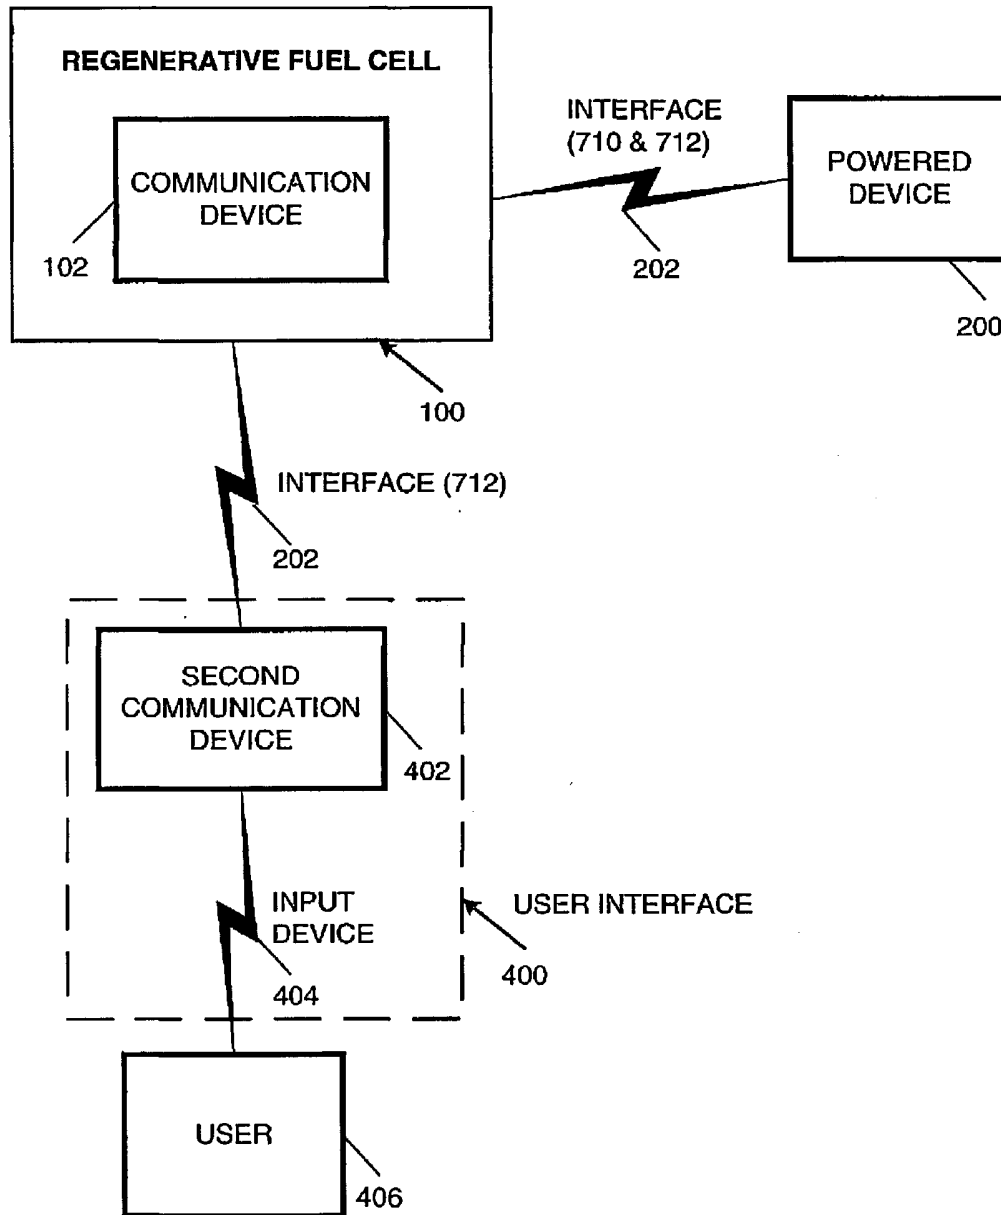 REGENERATIVE FUEL CELL
COMMUNICATION
DEVICE
102
INTERFACE
(710 & 712)
202
POWERED
DEVICE
200
100
INTERFACE (712)
202
SECOND
COMMUNICATION
DEVICE
402
INPUT
DEVICE
404
USER INTERFACE
400
USER
406